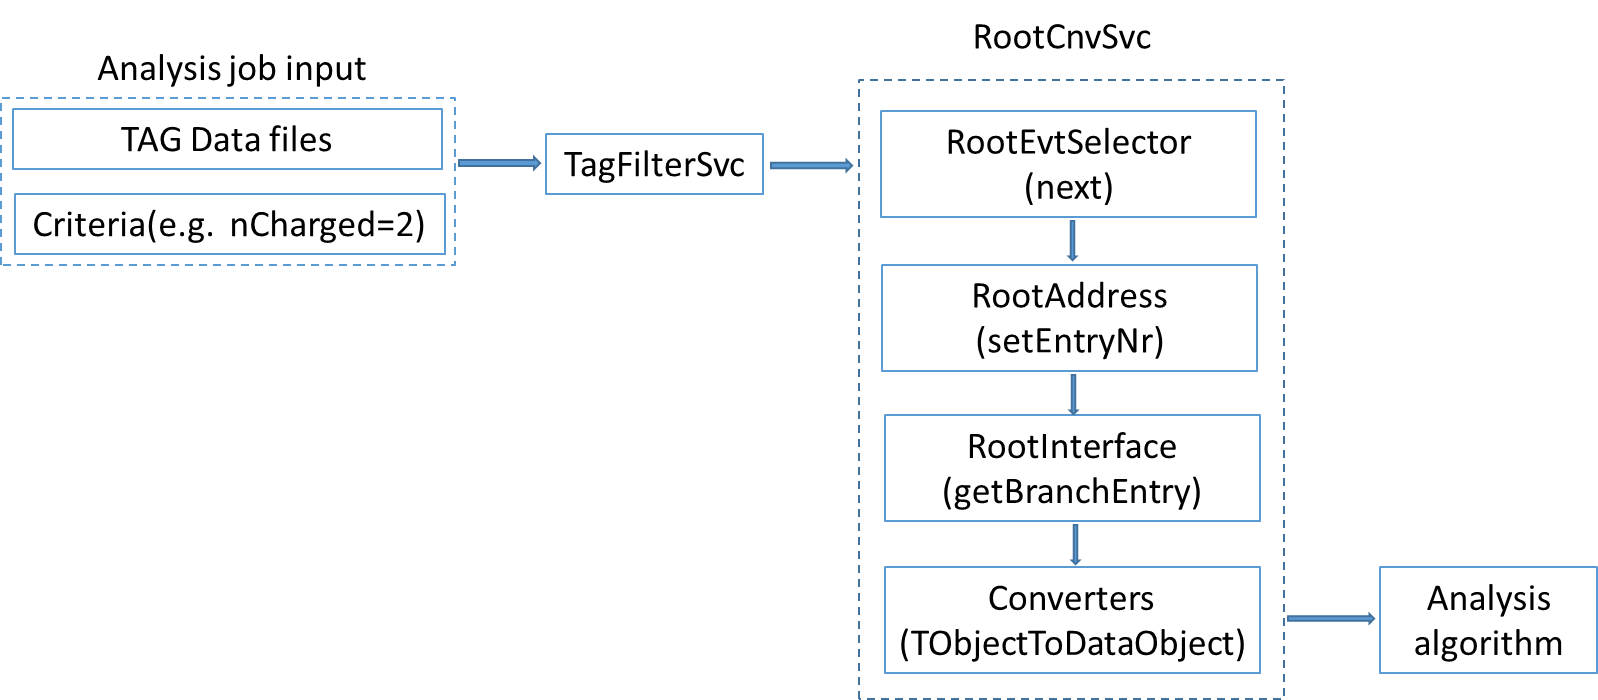 Analysis job input
TAG Data files
Criteria(e.g. nCharged=2)
TagFilterSvc
RootCnvSvc
RootEvtSelector
(next)
RootAddress
(setEntryNr)
RootInterface
(getBranchEntry)
Converters
(TObjectToDataObject)
Analysis
algorithm